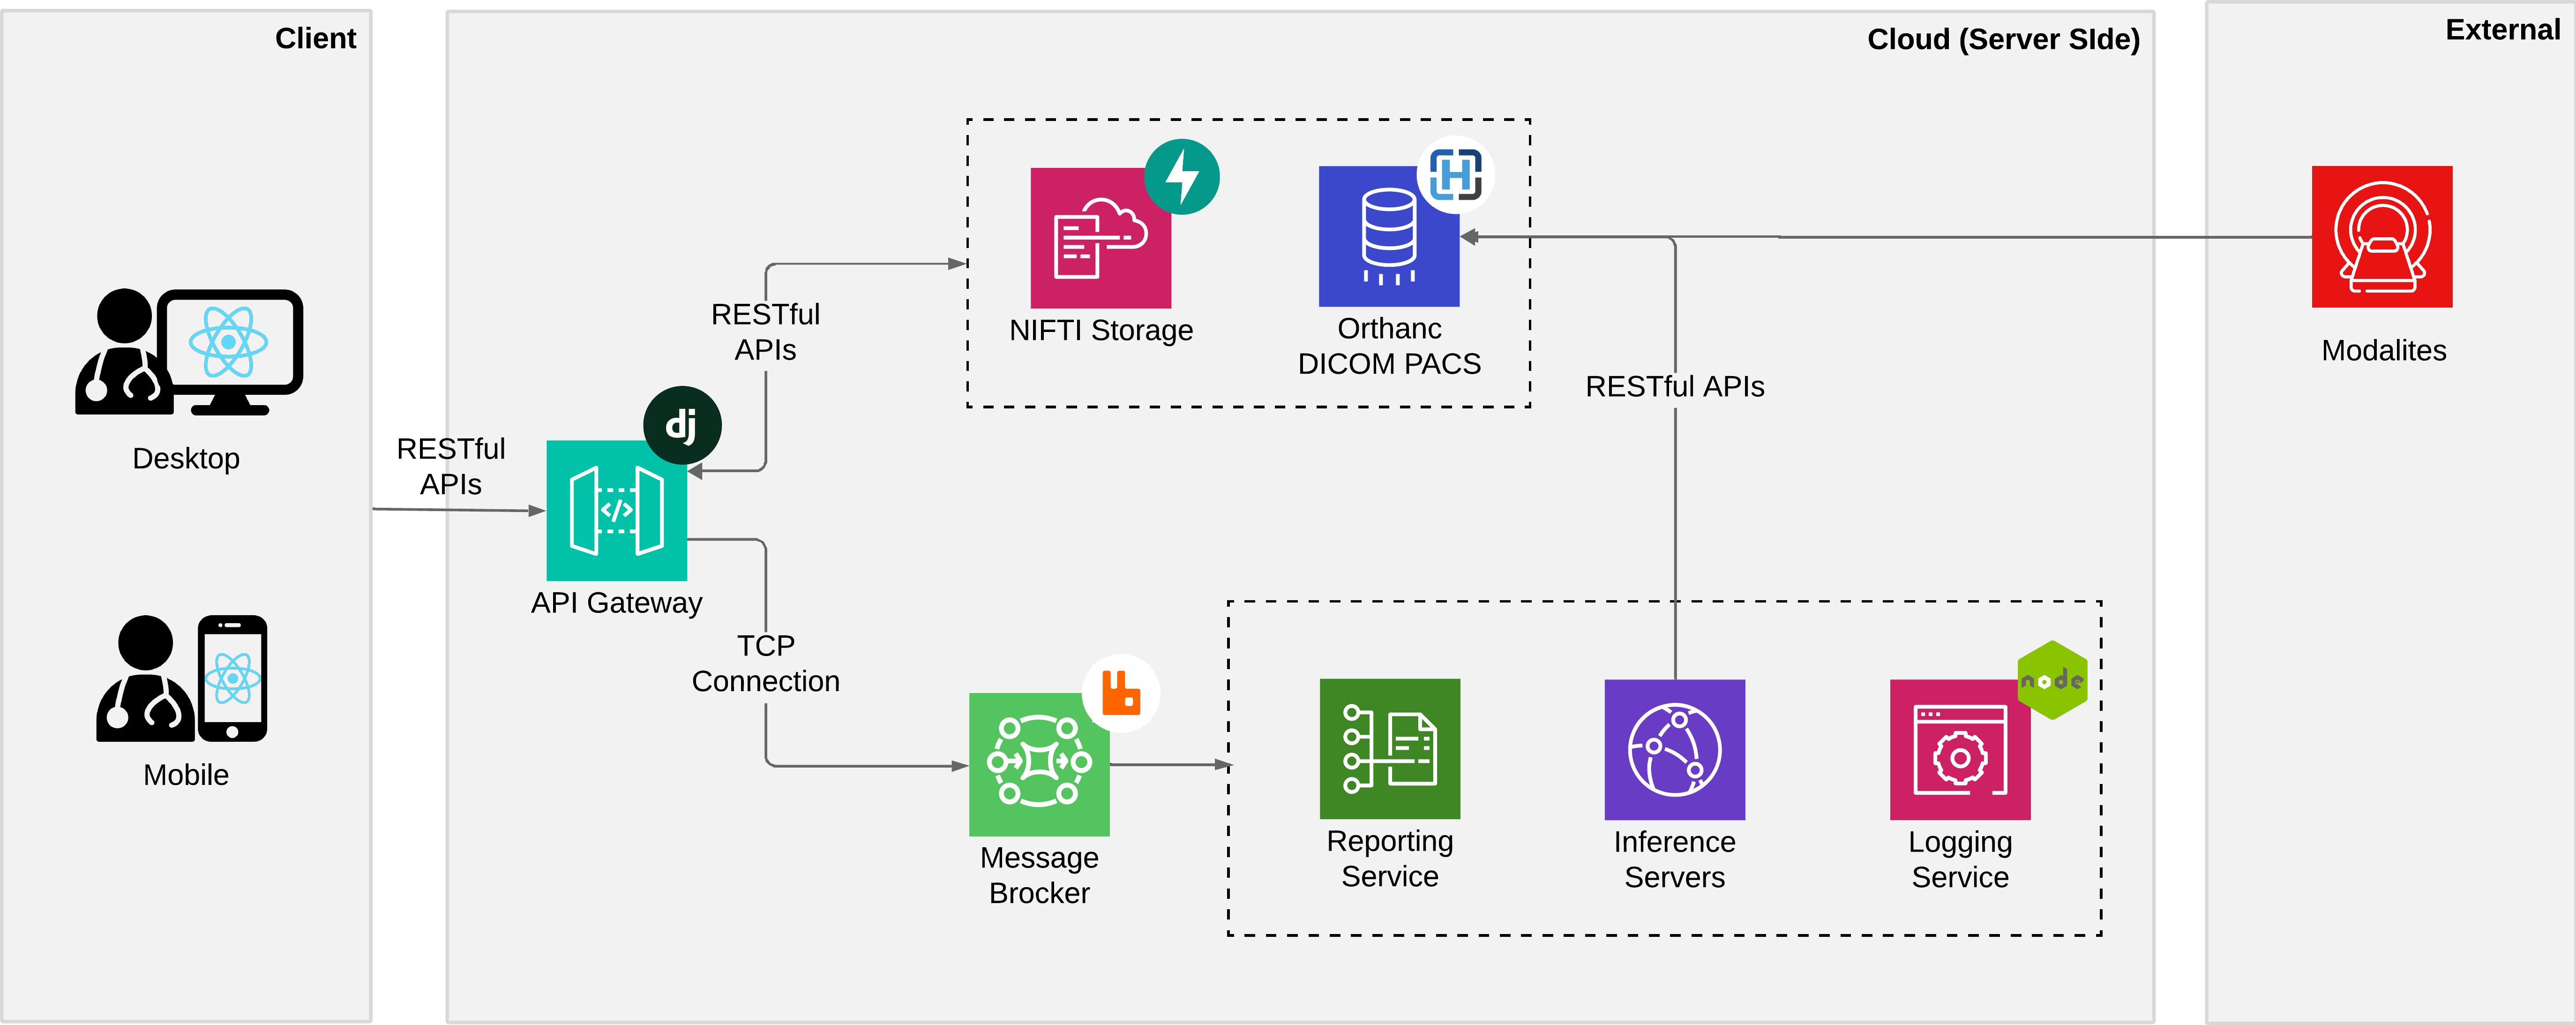 Client
Desktop
Mobile
RESTful
APIs
Cloud (Server SIde)
dj
API Gateway
RESTful
APIs
TCP
Connection
NIFTI Storage
H
Orthanc
DICOM PACS
RESTful APIs
Message
Brocker
Reporting
Service
Inference
Servers
node
Logging
Service
External
Modalites